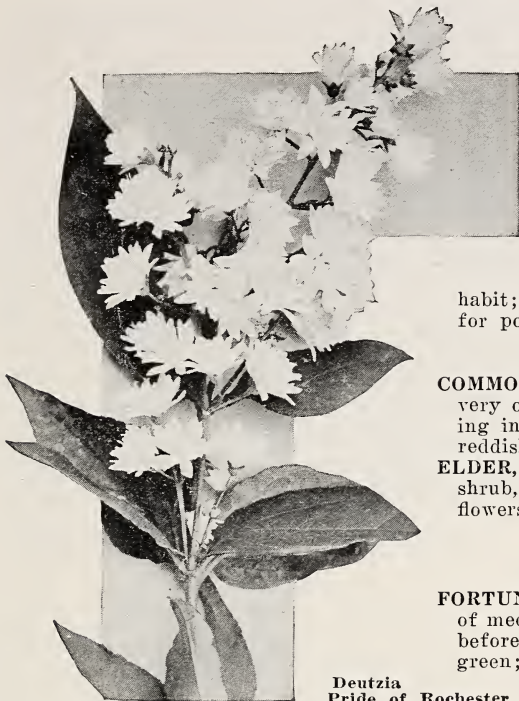 habit;
for po
COMMO
very o
ing in
reddis
ELDER,
shrub,
flowers
FORTUN
of mee
before
green;
Deutzia
Pride of Rochester